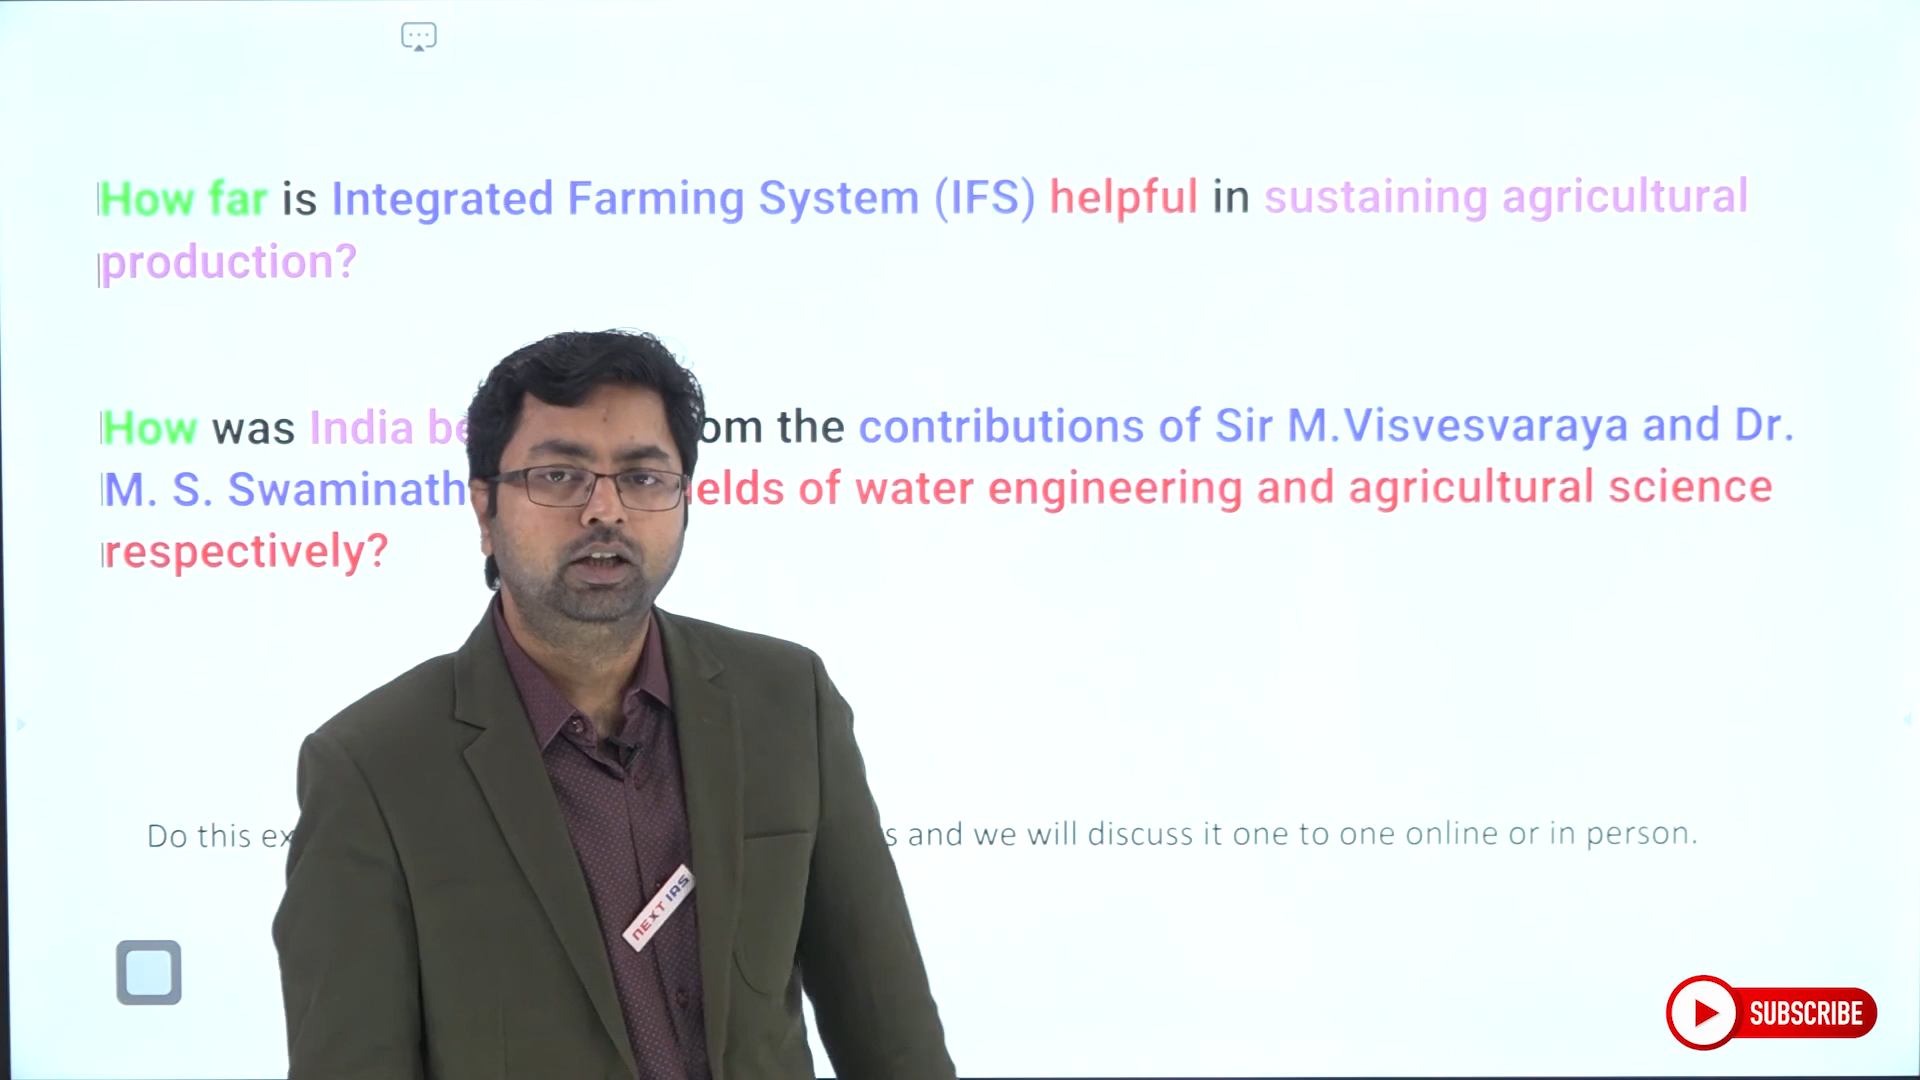 How far is Integrated Farming System (IFS) helpful in sustaining agricultural
production?
How was India om the contributions of Sir M.Visvesvaraya and Dr.
M. S. Swaminath elds of water engineering and agricultural science
respectively?
Do this ex s and we will discuss it one to one online or in person.
NEXT IAS
SUBSCRIBE